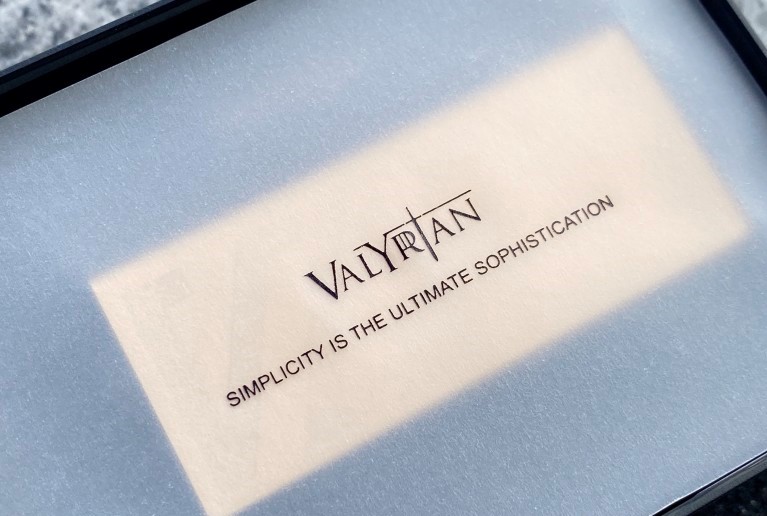 VALYRIAN
SIMPLICITY IS THE ULTIMATE SOPHISTICATION